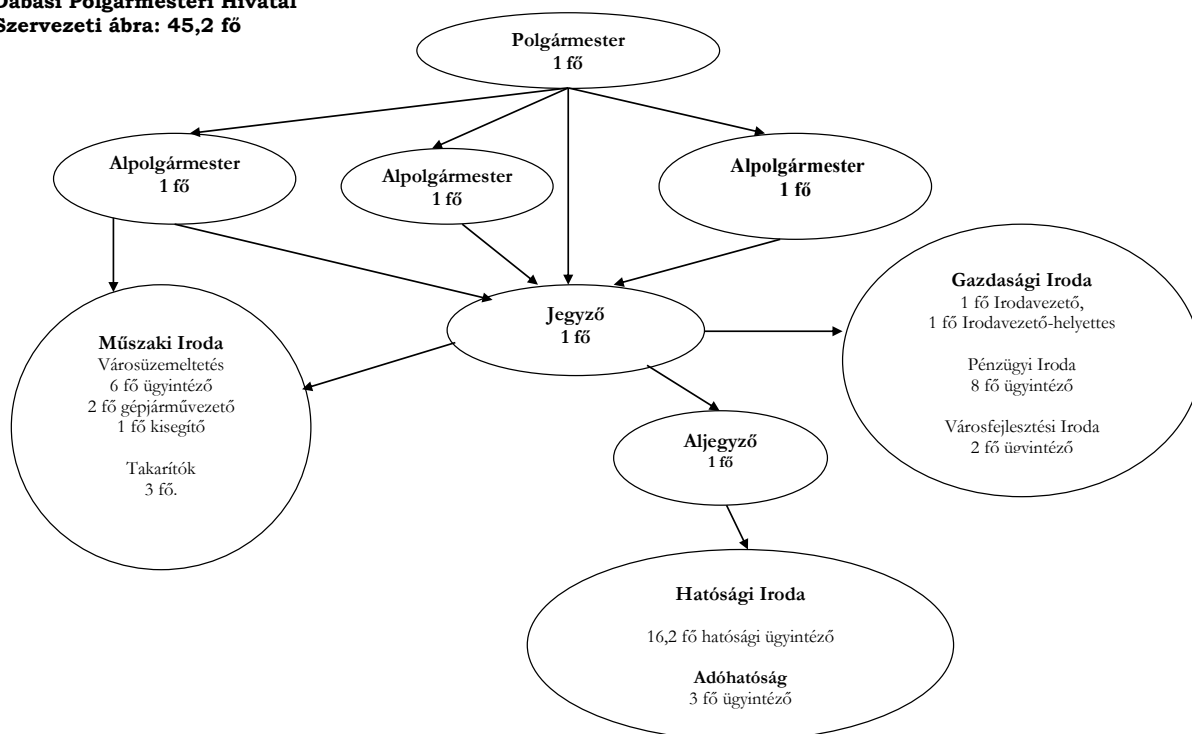 Dabasi Polgármesteri Hivatal
Szervezeti ábra: 45,2 fő
Polgármester
1 fő
Alpolgármester
1 fő
Alpolgármester
1 fő
Alpolgármester
1 fő
Jegyző
1 fő
Gazdasági Iroda
1 fő Irodavezető,
1 fő Irodavezető-helyettes
Pénzügyi Iroda
8 fő ügyintéző
Városfejlesztési Iroda
2 fő ügyintéző
Műszaki Iroda
Városüzemeltetés
6 fő ügyintéző
2 fő gépjárművezető
1 fő kisegítő
Takarítók
3 fő.
Aljegyző
1 fő
Hatósági Iroda
16,2 fő hatósági ügyintéző
Adóhatóság
3 fő ügyintéző